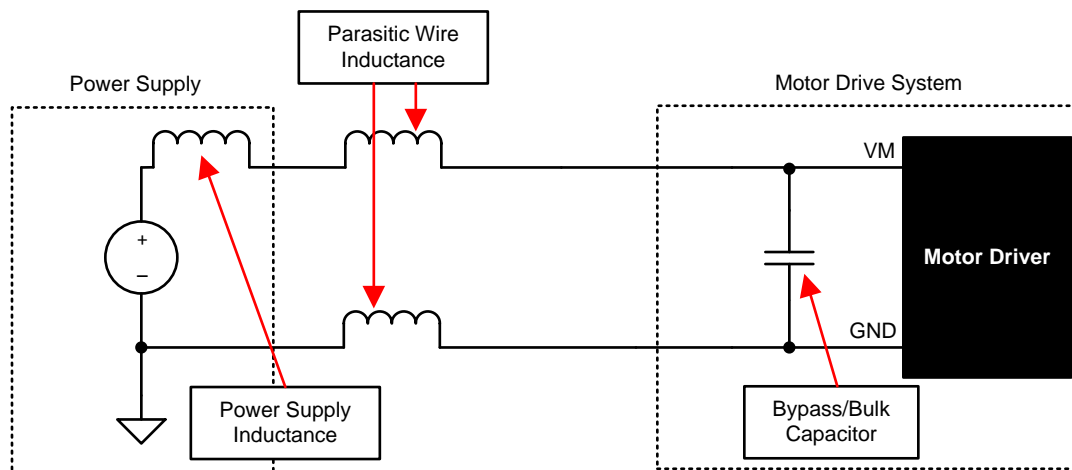 Parasitic Wire
Inductance
Power Supply
Motor Drive System
VM
+
–
Motor Driver
GND
Power Supply
Inductance
Bypass/Bulk
Capacitor